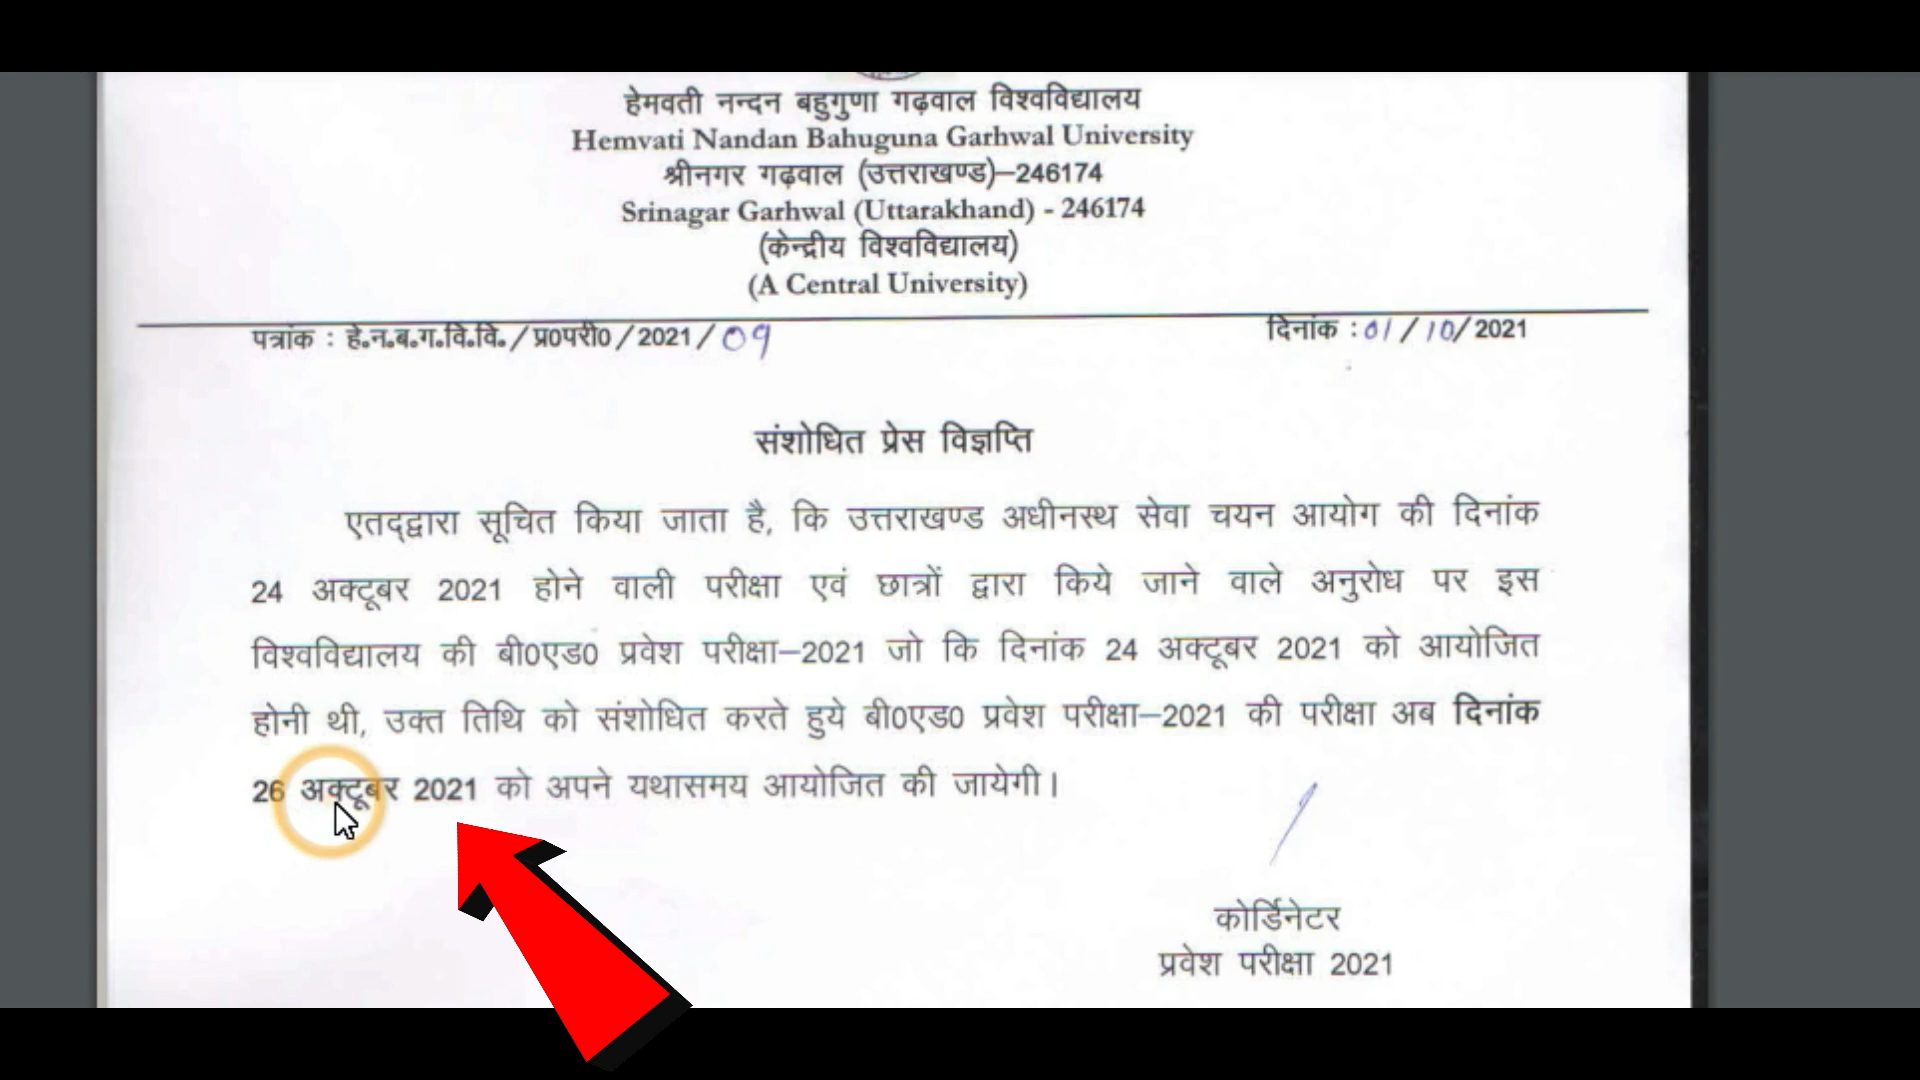 हेमवती नन्दन बहुगुणा गढ़वाल विश्वविद्यालय
Hemvati Nandan Bahuguna Garhwal University
श्रीनगर गढ़वाल (उत्तराखण्ड)–246174
Srinagar Garhwal (Uttarakhand) - 246174
(केन्द्रीय विश्वविद्यालय)
(A Central University)
पत्रांक : हे.न.ब.ग.वि.वि./प्र0परी0/2021/09 दिनांक :01/10/2021
संशोधित प्रेस विज्ञप्ति
एतद्द्वारा सूचित किया जाता है, कि उत्तराखण्ड अधीनस्थ सेवा चयन आयोग की दिनांक
24 अक्टूबर 2021 होने वाली परीक्षा एवं छात्रों द्वारा किये जाने वाले अनुरोध पर इस
विश्वविद्यालय की बी0एड0 प्रवेश परीक्षा–2021 जो कि दिनांक 24 अक्टूबर 2021 को आयोजित
होनी थी, उक्त तिथि को संशोधित करते हुये बी0एड0 प्रवेश परीक्षा–2021 की परीक्षा अब दिनांक
26 अक्टूबर 2021 को अपने यथासमय आयोजित की जायेगी।
कोर्डिनेटर
प्रवेश परीक्षा 2021